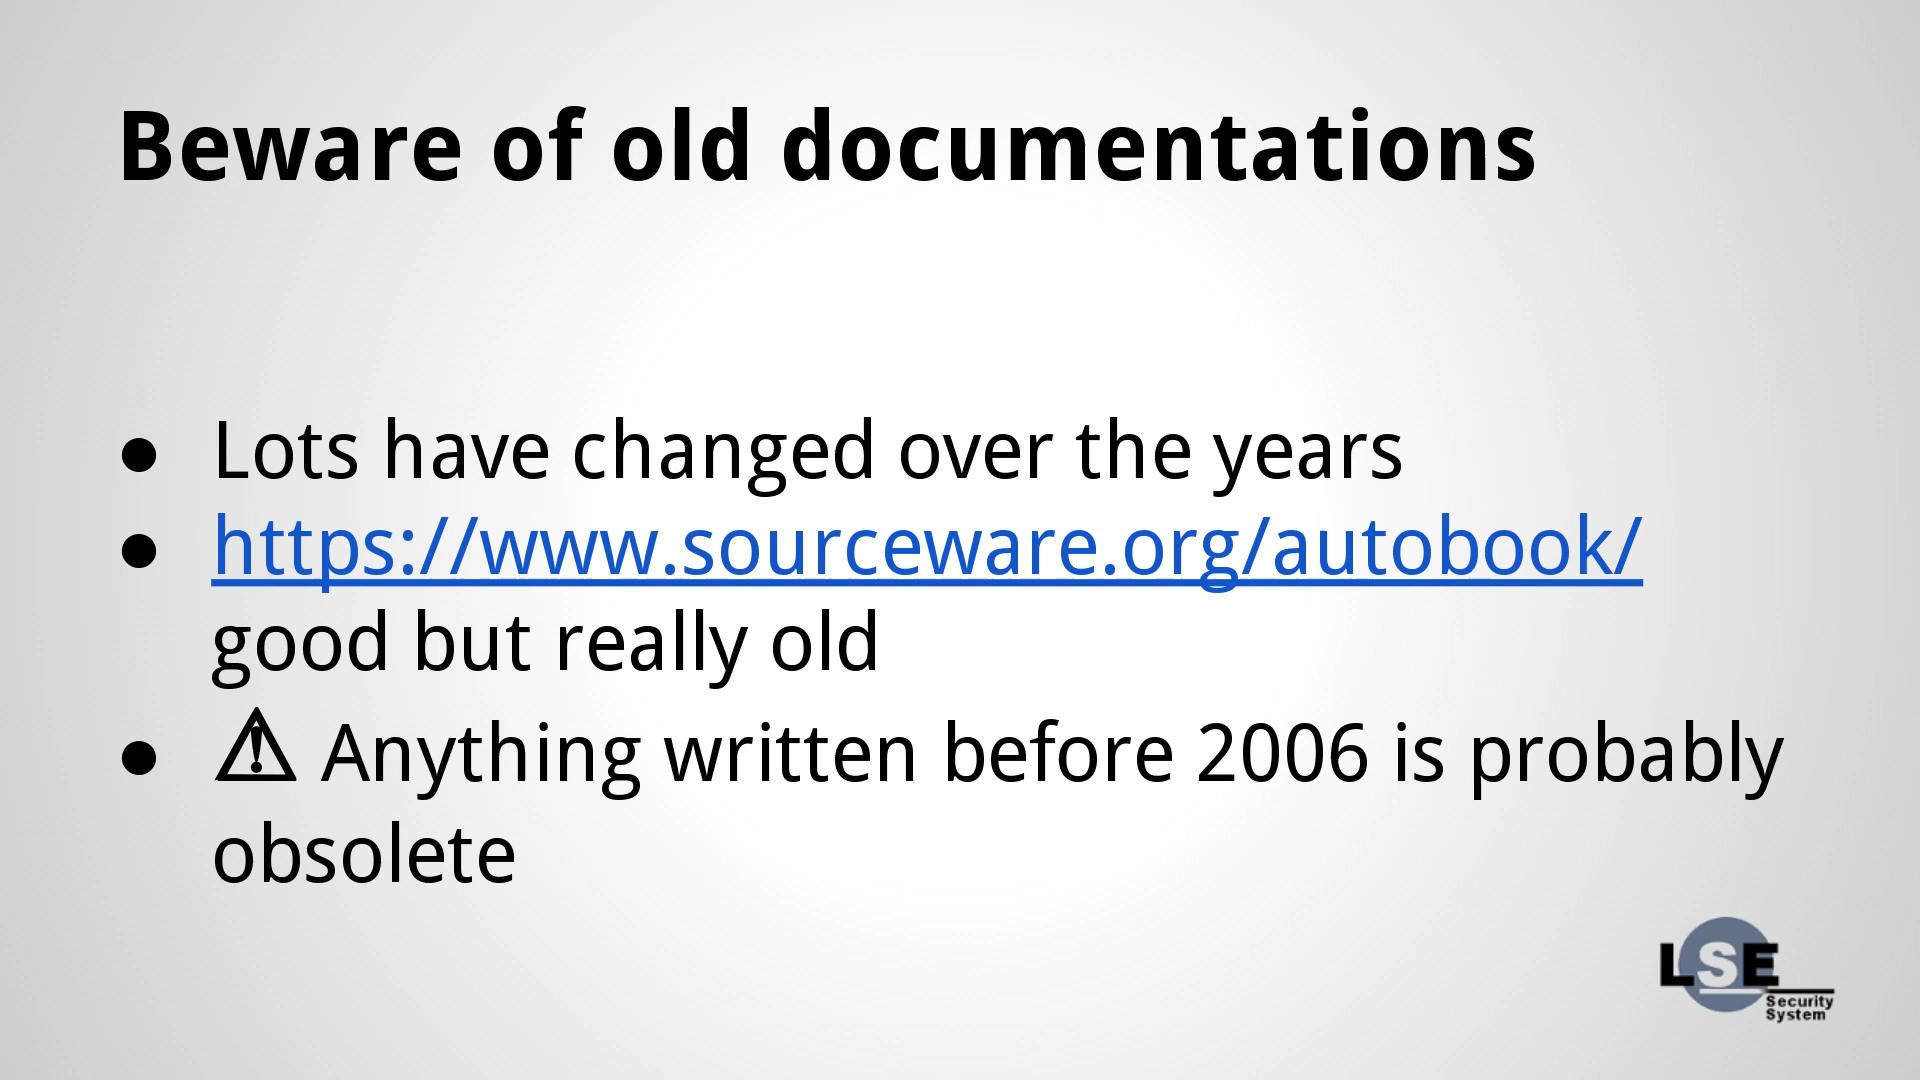 Beware of old documentations
● Lots have changed over the years
● https://www.sourceware.org/autobook/
good but really old
● ⚠ Anything written before 2006 is probably
obsolete
LSE
Security
System